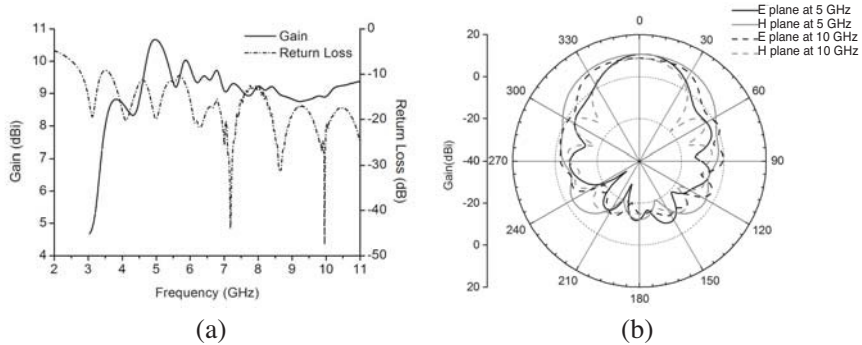 11
10
9
8
7
6
5
4
Gain (dBi)
Gain
Return Loss
0
-10
-20
-30
-40
-50
Return Loss (dB)
2 3 4 5 6 7 8 9 10 11
Frequency (GHz)
(a)
E plane at 5 GHz
H plane at 5 GHz
E plane at 10 GHz
H plane at 10 GHz
20
0
-20
-40
-20
0
20
Gain(dBi)
0
30
60
90
120
150
180
210
240
270
300
330
(b)